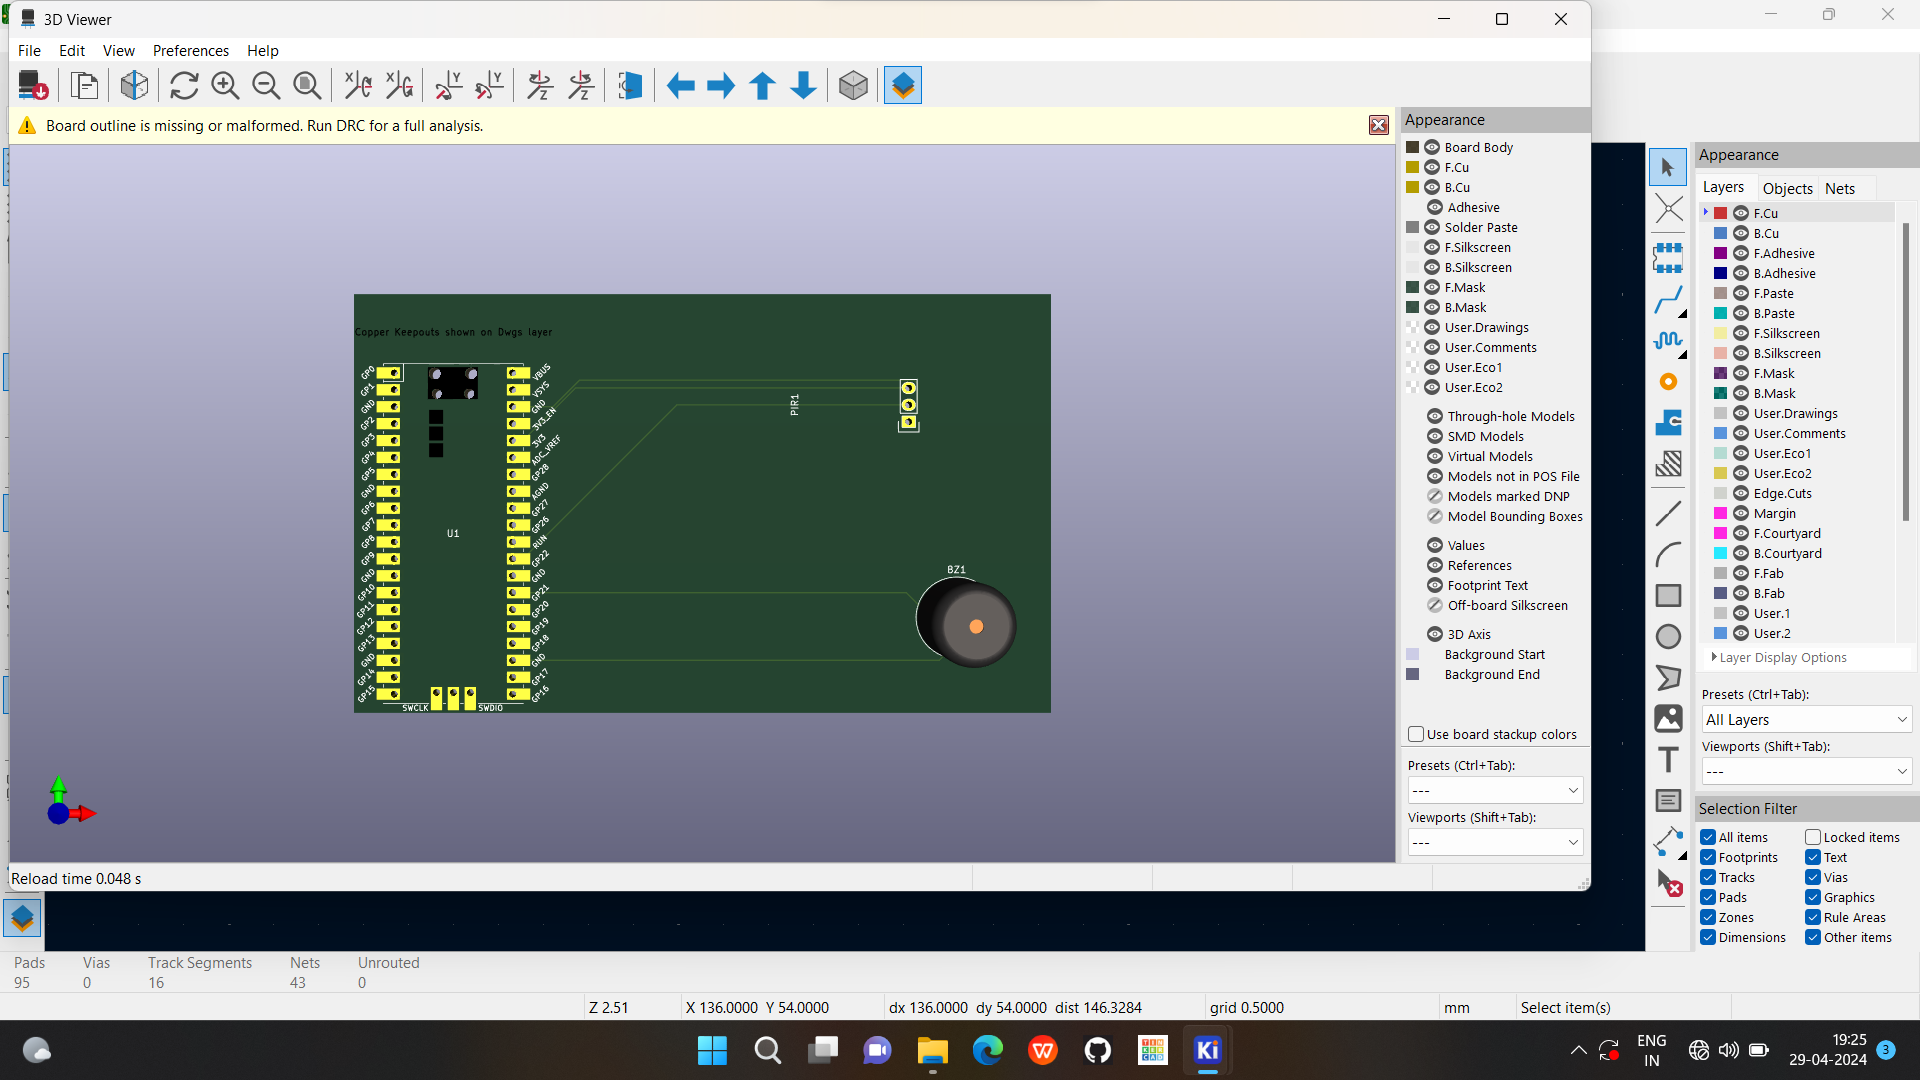 3D Viewer
File Edit View Preferences Help
Board outline is missing or malformed. Run DRC for a full analysis.
Copper Keepouts shown on Dwgs layer
GP0
GP1
GND
GP2
GP3
GP4
GP5
GND
GP6
GP7
GP8
GP9
GND
GP10
GP11
GP12
GP13
GND
GP14
GP15
U1
SWCLK SWDIO
VBUS
VSYS
GND
3V3_EN
3V3
ADC_VREF
GP28
AGND
GP27
GP26
RUN
GP22
GND
GP21
GP20
GP19
GP18
GND
GP17
GP16
PIR1
BZ1
Reload time 0.048 s
Appearance
Board Body
F.Cu
B.Cu
Adhesive
Solder Paste
F.Silkscreen
B.Silkscreen
F.Mask
B.Mask
User.Drawings
User.Comments
User.Eco1
User.Eco2
Through-hole Models
SMD Models
Virtual Models
Models not in POS File
Models marked DNP
Model Bounding Boxes
Values
References
Footprint Text
Off-board Silkscreen
3D Axis
Background Start
Background End
Use board stackup colors
Presets (Ctrl+Tab):
---
Viewports (Shift+Tab):
---
Appearance
Layers Objects Nets
F.Cu
B.Cu
F.Adhesive
B.Adhesive
F.Paste
B.Paste
F.Silkscreen
B.Silkscreen
F.Mask
B.Mask
User.Drawings
User.Comments
User.Eco1
User.Eco2
Edge.Cuts
Margin
F.Courtyard
B.Courtyard
F.Fab
B.Fab
User.1
User.2
Layer Display Options
Presets (Ctrl+Tab):
All Layers
Viewports (Shift+Tab):
---
Selection Filter
All items Locked items
Footprints Text
Tracks Vias
Pads Graphics
Zones Rule Areas
Dimensions Other items
Pads Vias Track Segments Nets Unrouted
95 0 16 43 0
Z 2.51 X 136.0000 Y 54.0000 dx 136.0000 dy 54.0000 dist 146.3284 grid 0.5000 mm Select item(s)
TIN KER CAD
Ki
ENG
IN
19:25
29-04-2024
3